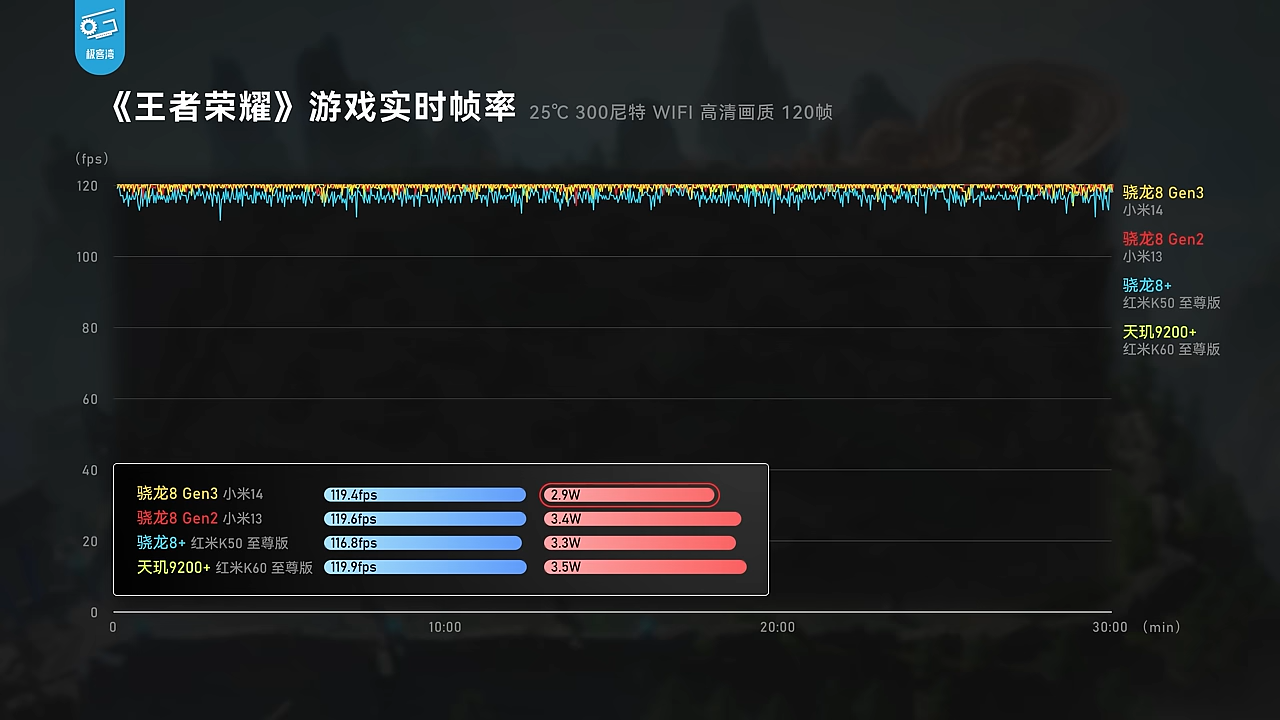 极客湾
《王者荣耀》游戏实时帧率 25℃ 300尼特 WIFI 高清画质 120帧
(fps)
120
100
80
60
40
20
0
0
10:00
20:00
30:00
(min)
骁龙8 Gen3
小米14
骁龙8 Gen2
小米13
骁龙8+
红米K50 至尊版
天玑9200+
红米K60 至尊版
骁龙8 Gen3 小米14 119.4fps 2.9W
骁龙8 Gen2 小米13 119.6fps 3.4W
骁龙8+ 红米K50 至尊版 116.8fps 3.3W
天玑9200+ 红米K60 至尊版 119.9fps 3.5W